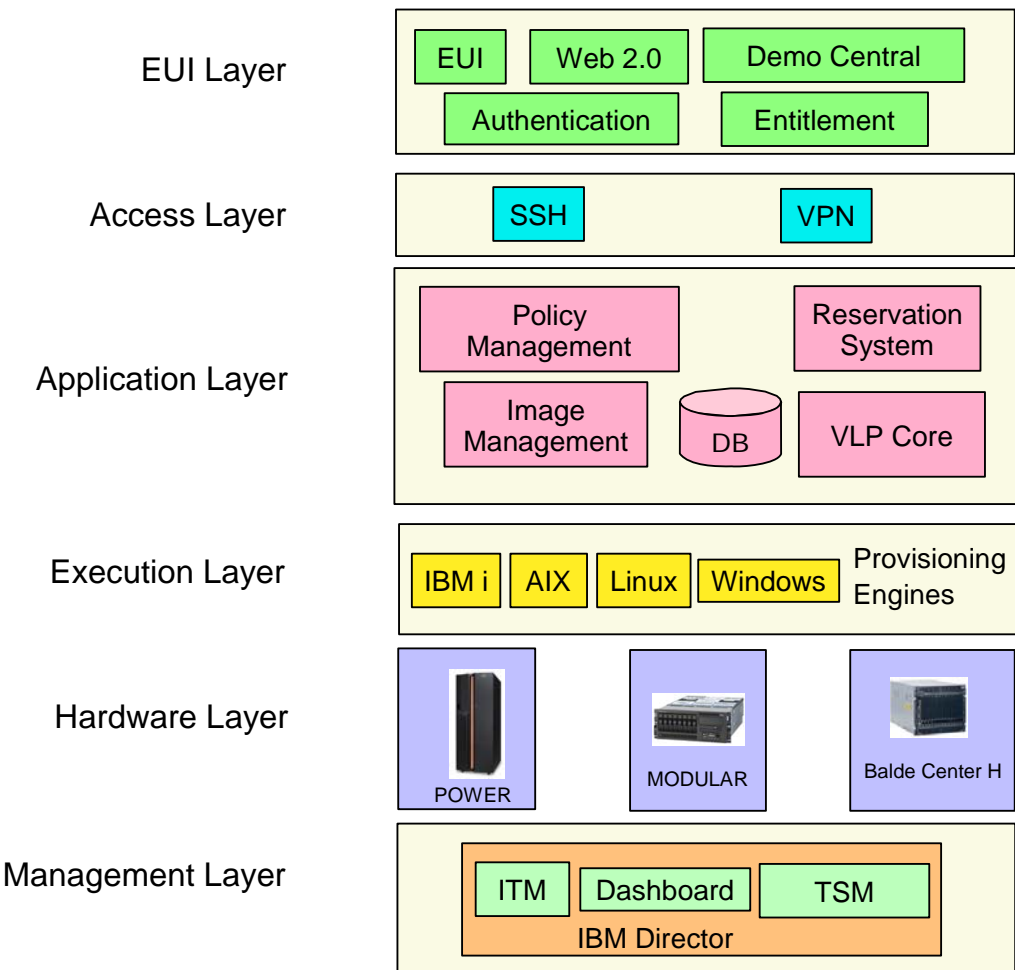 EUI Layer
EUI
Web 2.0
Demo Central
Authentication
Entitlement
Access Layer
SSH
VPN
Application Layer
Policy
Management
Reservation
System
Image
Management
DB
VLP Core
Execution Layer
IBM i
AIX
Linux
Windows
Provisioning
Engines
Hardware Layer
POWER
MODULAR
Balde Center H
Management Layer
ITM
Dashboard
TSM
IBM Director